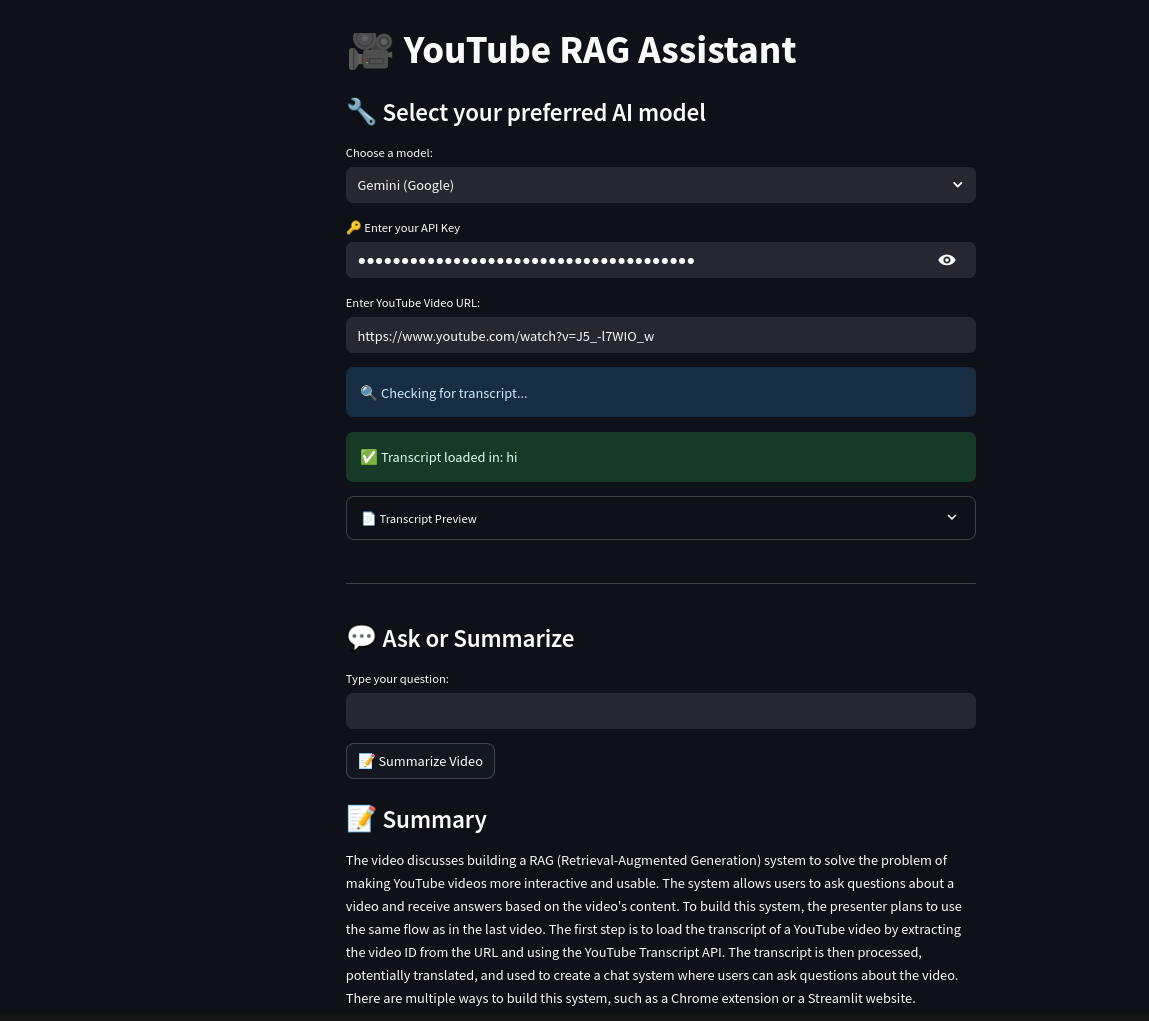 🎥 YouTube RAG Assistant
🔧 Select your preferred AI model
Choose a model:
Gemini (Google)
🔑 Enter your API Key
•••••••••••••••••••••••••••••••••••••••
Enter YouTube Video URL:
https://www.youtube.com/watch?v=J5_-l7WIO_w
🔍 Checking for transcript...
✅ Transcript loaded in: hi
📄 Transcript Preview
💬 Ask or Summarize
Type your question:
📝 Summarize Video
📝 Summary
The video discusses building a RAG (Retrieval-Augmented Generation) system to solve the problem of
making YouTube videos more interactive and usable. The system allows users to ask questions about a
video and receive answers based on the video's content. To build this system, the presenter plans to use
the same flow as in the last video. The first step is to load the transcript of a YouTube video by extracting
the video ID from the URL and using the YouTube Transcript API. The transcript is then processed,
potentially translated, and used to create a chat system where users can ask questions about the video.
There are multiple ways to build this system, such as a Chrome extension or a Streamlit website.